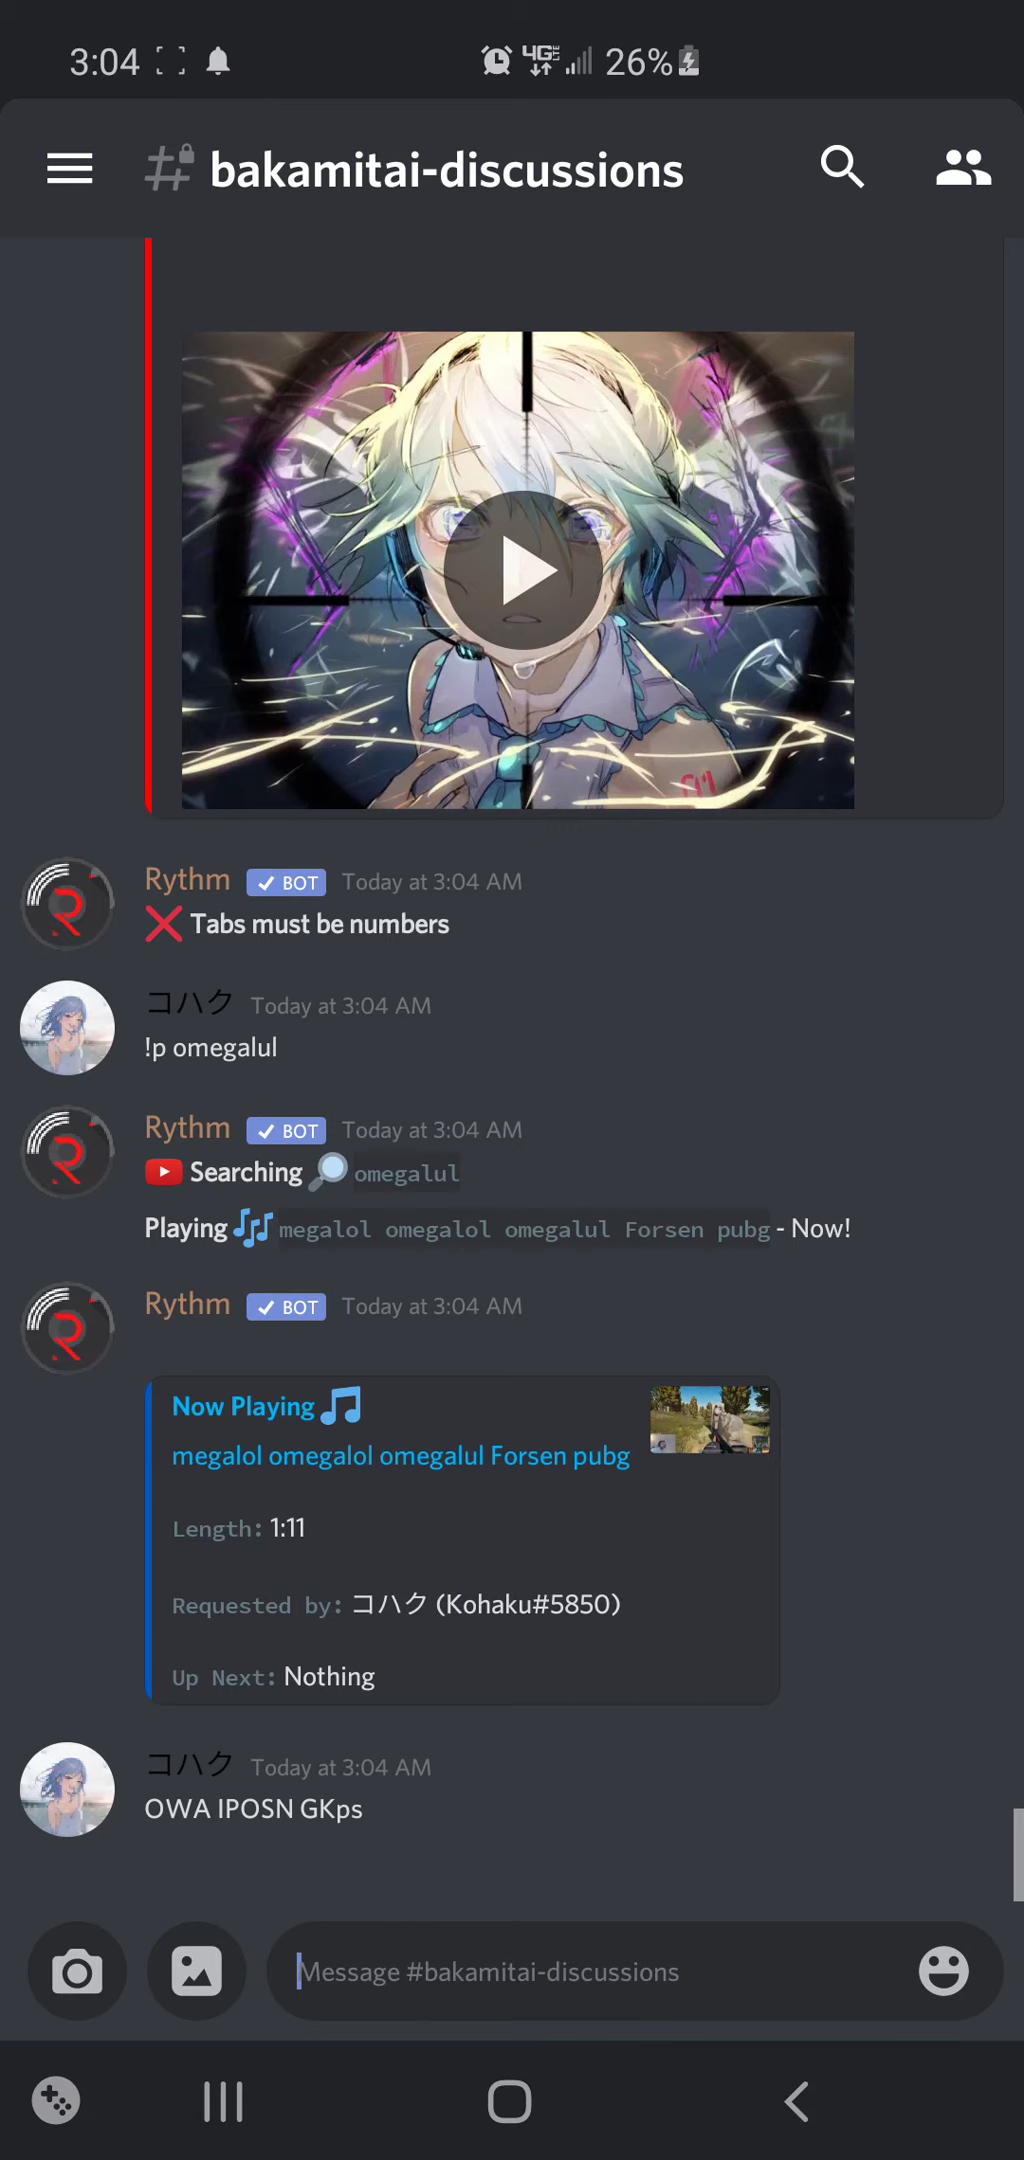 3:04 4G LTE 26%
bakamitai-discussions
01
Rythm BOT Today at 3:04 AM
❌ Tabs must be numbers
コハク Today at 3:04 AM
!p omegalul
Rythm BOT Today at 3:04 AM
Searching 🔎 omegalul
Playing 🎶 megalol omegalol omegalul Forsen pubg - Now!
Rythm BOT Today at 3:04 AM
Now Playing 🎵
megalol omegalol omegalul Forsen pubg
Length: 1:11
Requested by: コハク (Kohaku#5850)
Up Next: Nothing
コハク Today at 3:04 AM
OWA IPOSN GKps
Message #bakamitai-discussions